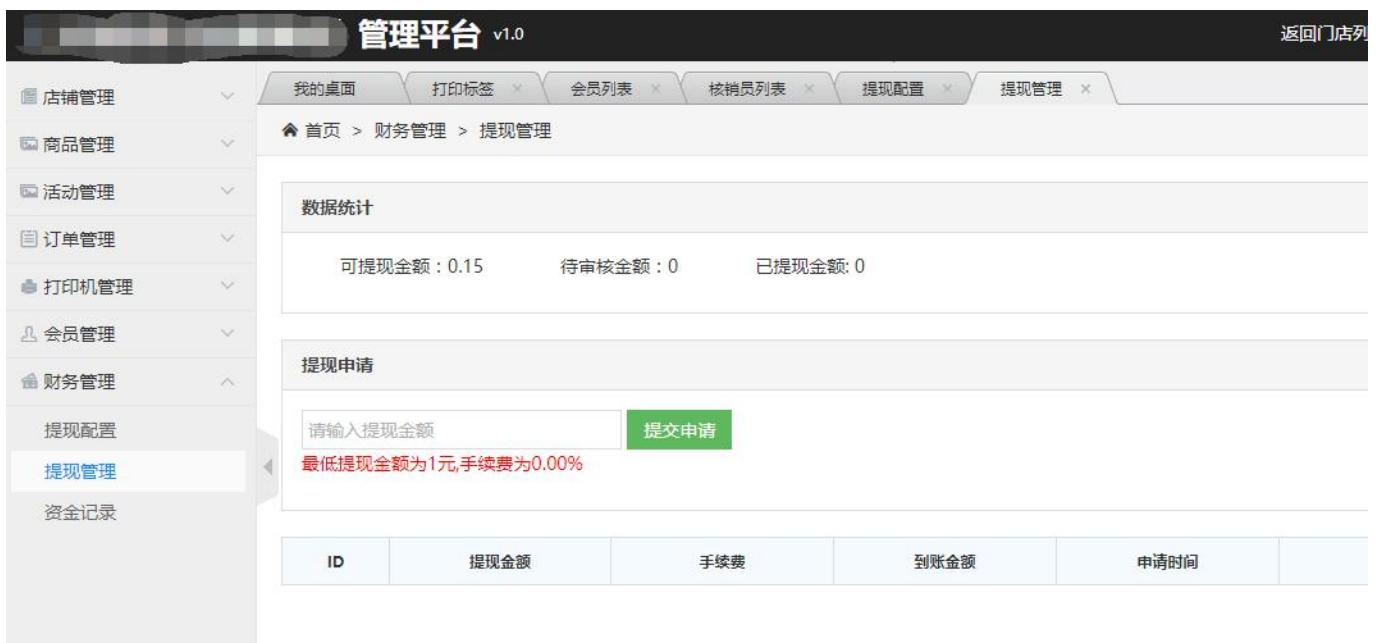 管理平台 v1.0
返回门店列
店铺管理
商品管理
活动管理
订单管理
打印机管理
会员管理
财务管理
提现配置
提现管理
资金记录
我的桌面 打印标签 × 会员列表 × 核销员列表 × 提现配置 × 提现管理 ×
首页 > 财务管理 > 提现管理
数据统计
可提现金额：0.15 待审核金额：0 已提现金额: 0
提现申请
请输入提现金额 提交申请
最低提现金额为1元,手续费为0.00%
ID 提现金额 手续费 到账金额 申请时间